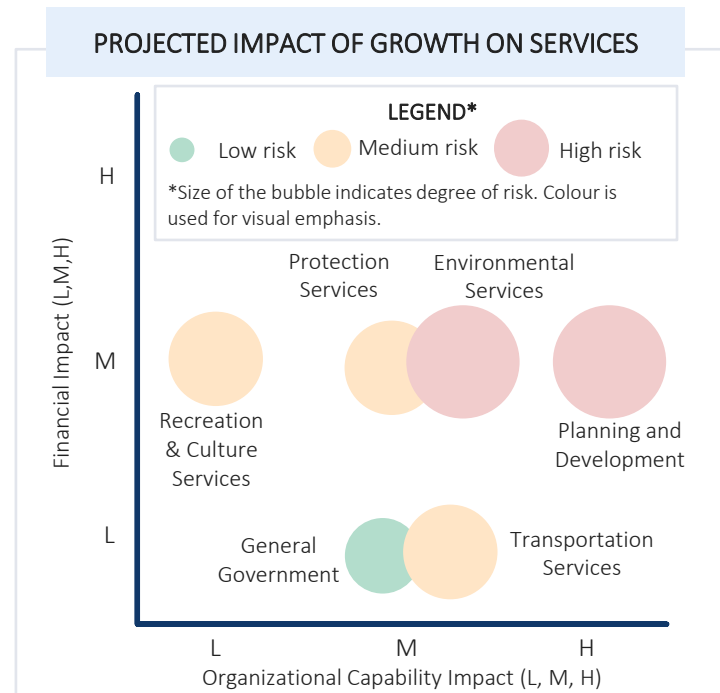 PROJECTED IMPACT OF GROWTH ON SERVICES
LEGEND*
Low risk
Medium risk
High risk
*Size of the bubble indicates degree of risk. Colour is
used for visual emphasis.
Financial Impact (L,M,H)
H
M
L
Protection
Services
Environmental
Services
Recreation
& Culture
Services
Planning and
Development
General
Government
Transportation
Services
L
M
H
Organizational Capability Impact (L, M, H)